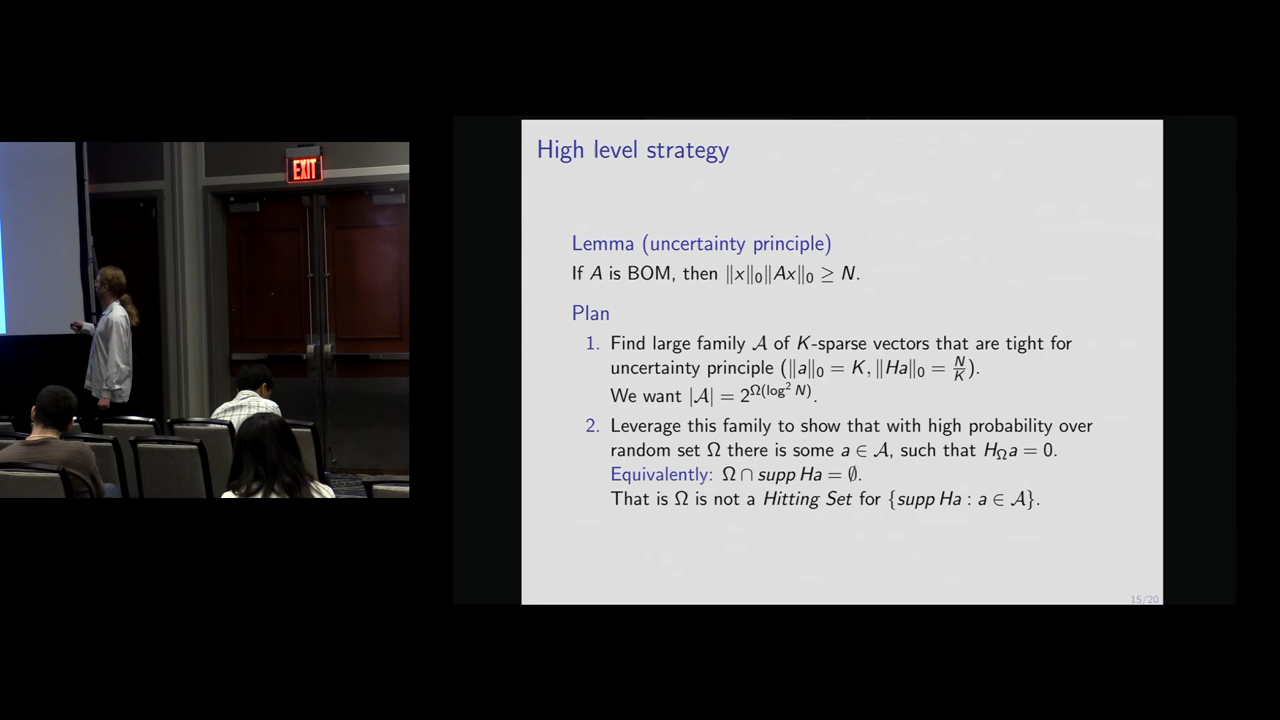 EXIT
High level strategy
Lemma (uncertainty principle)
If A is BOM, then ‖x‖₀‖Ax‖₀ ≥ N.
Plan
1. Find large family 𝒜 of K-sparse vectors that are tight for
uncertainty principle (‖a‖₀ = K, ‖Ha‖₀ = N/K).
We want |𝒜| = 2^Ω(log² N).
2. Leverage this family to show that with high probability over
random set Ω there is some a ∈ 𝒜, such that H_Ω a = 0.
Equivalently: Ω ∩ supp Ha = ∅.
That is Ω is not a Hitting Set for {supp Ha : a ∈ 𝒜}.
15/20